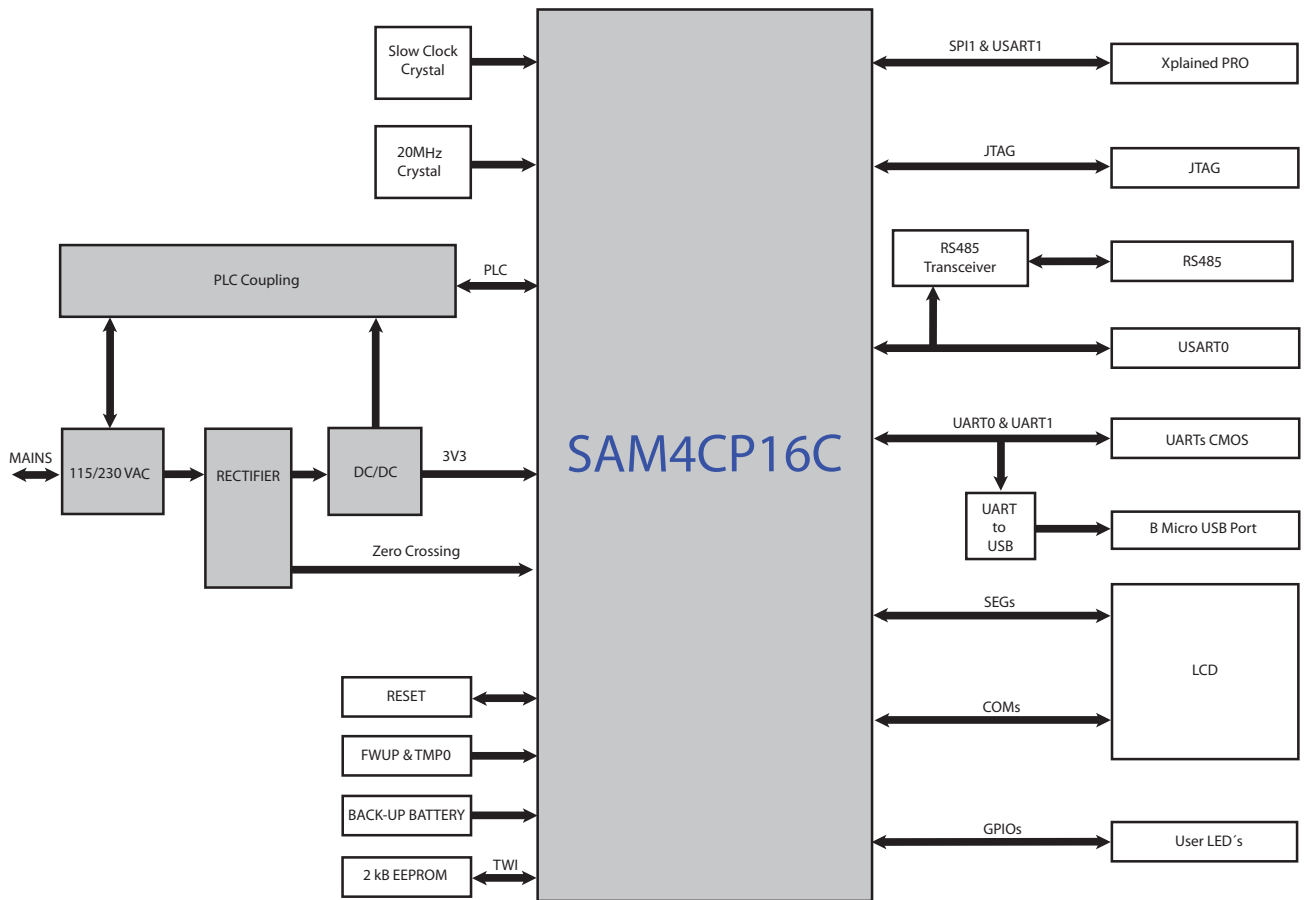 Slow Clock
Crystal
20MHz
Crystal
PLC Coupling
PLC
MAINS
115/230 VAC
RECTIFIER
DC/DC
3V3
Zero Crossing
RESET
FWUP & TMP0
BACK-UP BATTERY
2 kB EEPROM
TWI
SAM4CP16C
SPI1 & USART1
Xplained PRO
JTAG
JTAG
RS485
Transceiver
RS485
USART0
UART0 & UART1
UARTs CMOS
UART
to
USB
B Micro USB Port
SEGs
LCD
COMs
GPIOs
User LED´s